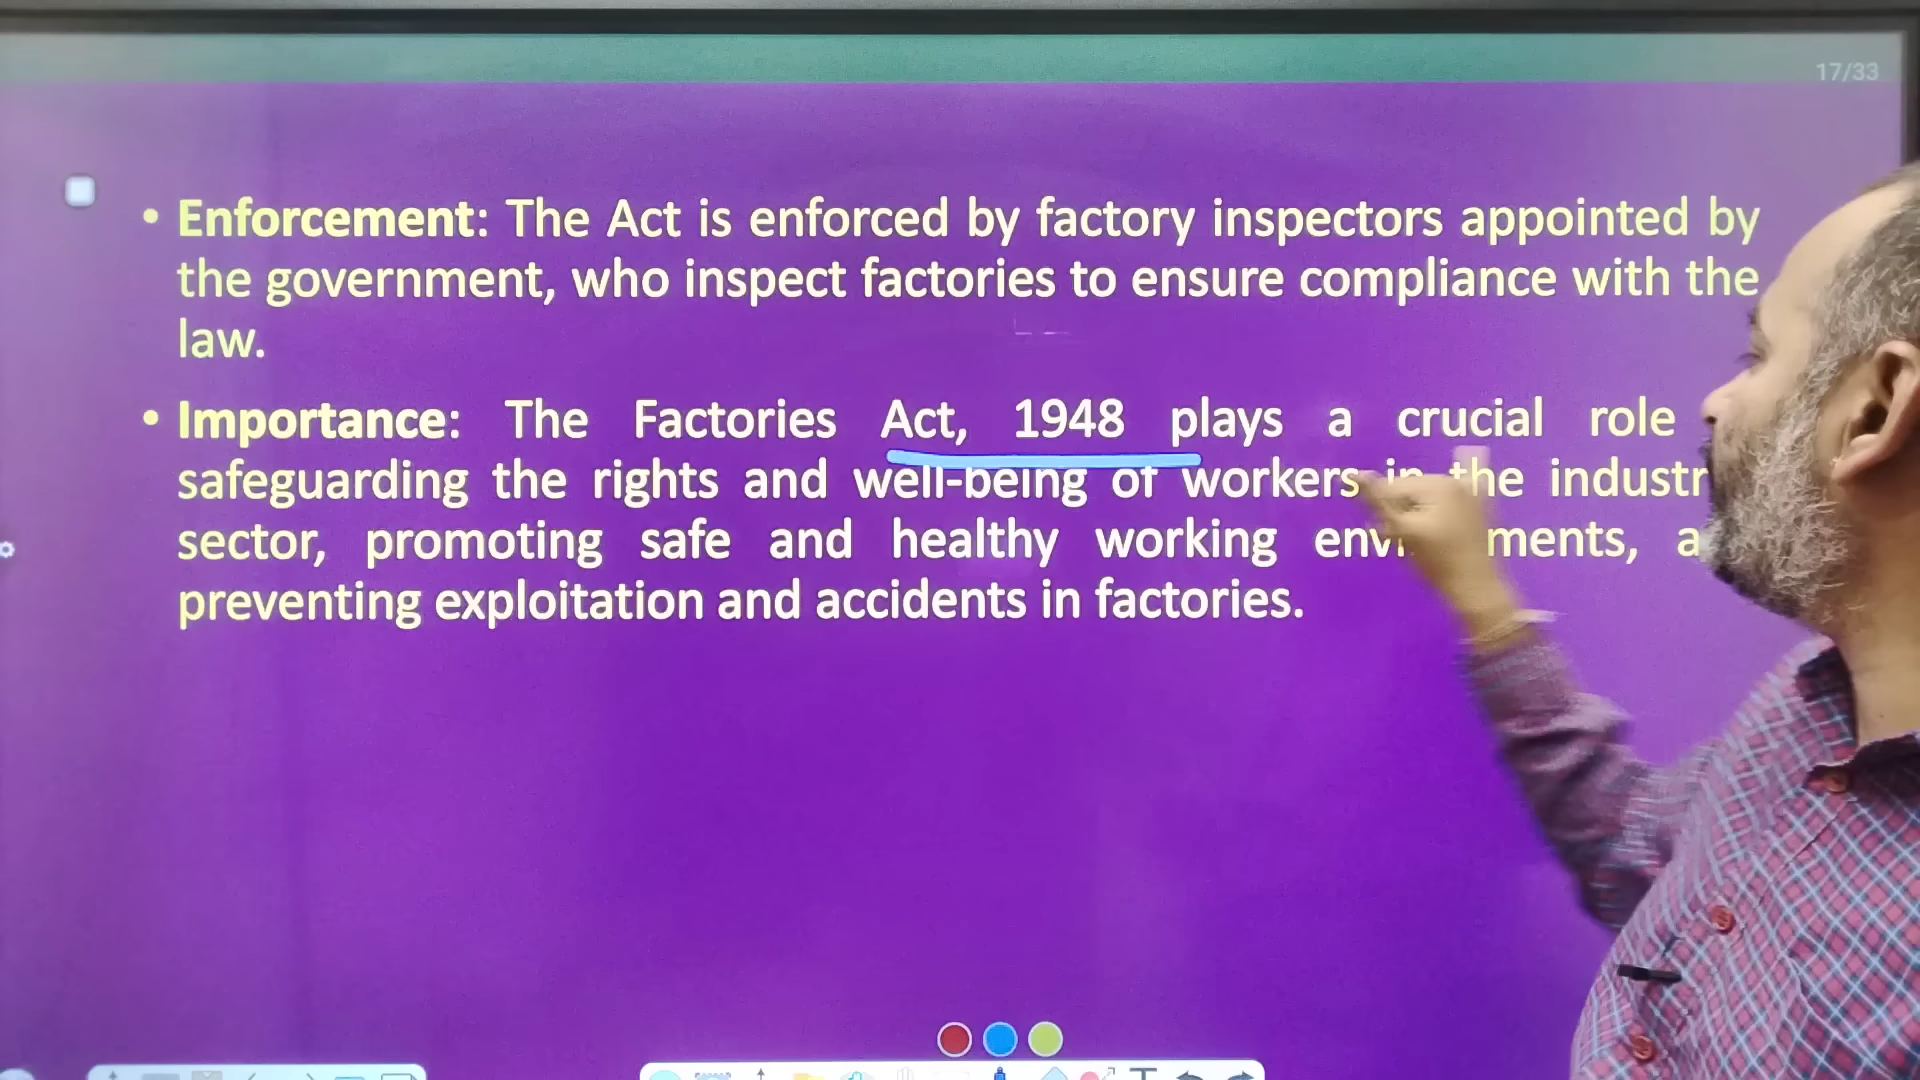 17/33
• Enforcement: The Act is enforced by factory inspectors appointed by
the government, who inspect factories to ensure compliance with the
law.
• Importance: The Factories Act, 1948 plays a crucial role
safeguarding the rights and well-being of workers in the
sector, promoting safe and healthy working
preventing exploitation and accidents in factories.